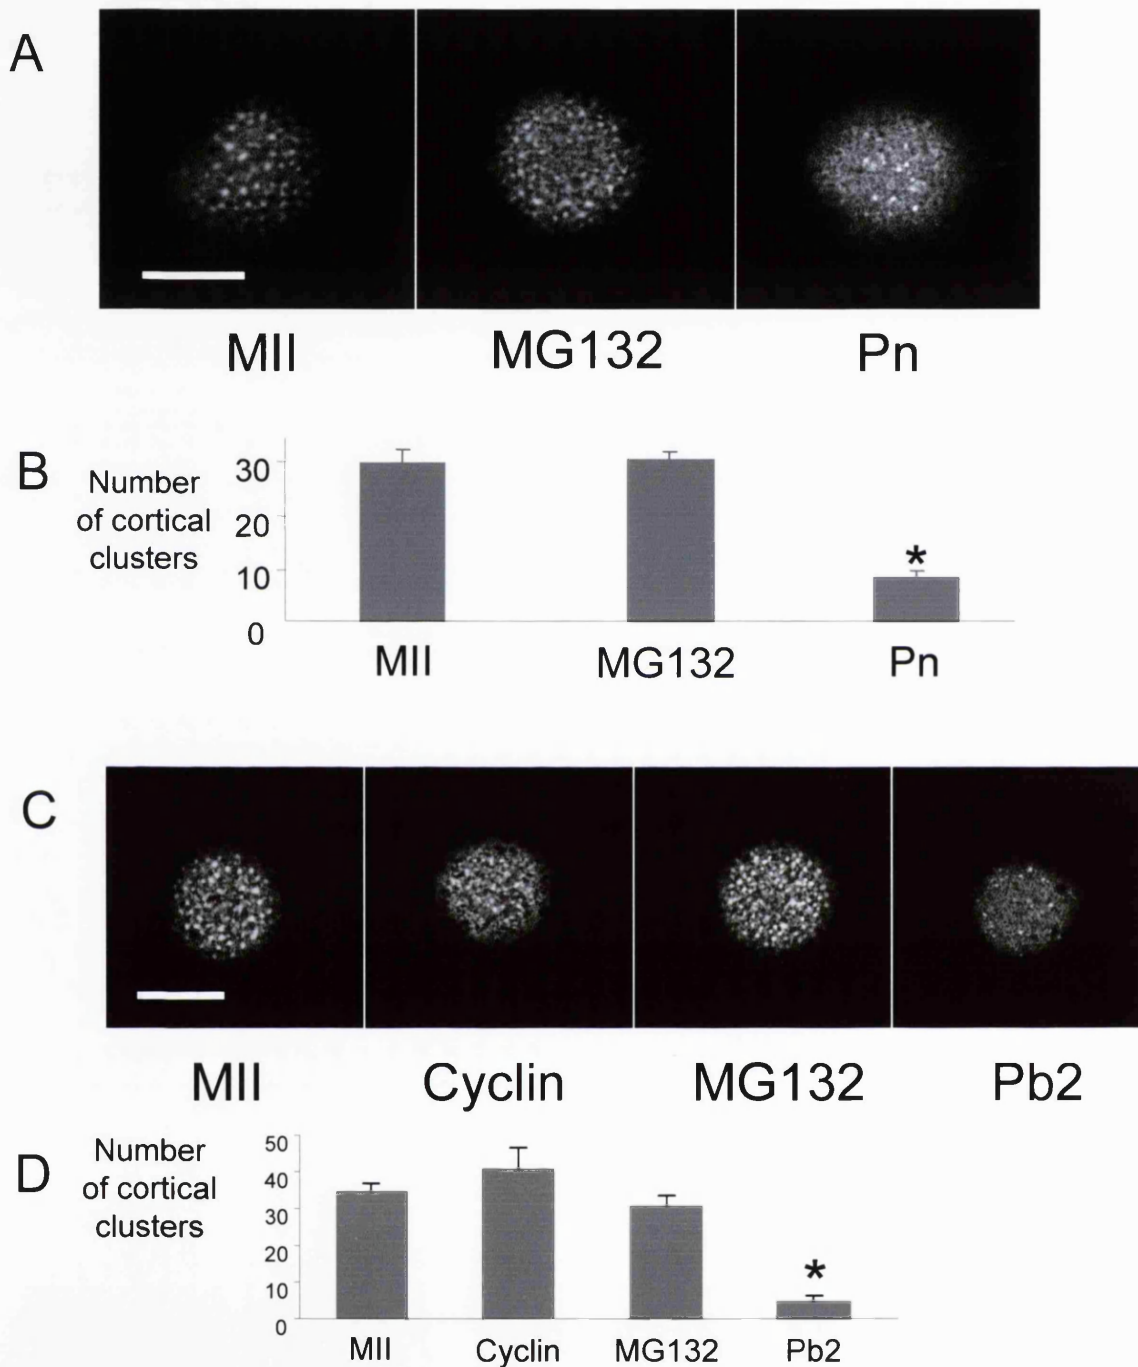 A
MII MG132 Pn
B
Number
of cortical
clusters
30
20
10
0
*
MII MG132 Pn
C
MII Cyclin MG132 Pb2
D
Number
of cortical
clusters
50
40
30
20
10
0
*
MII Cyclin MG132 Pb2